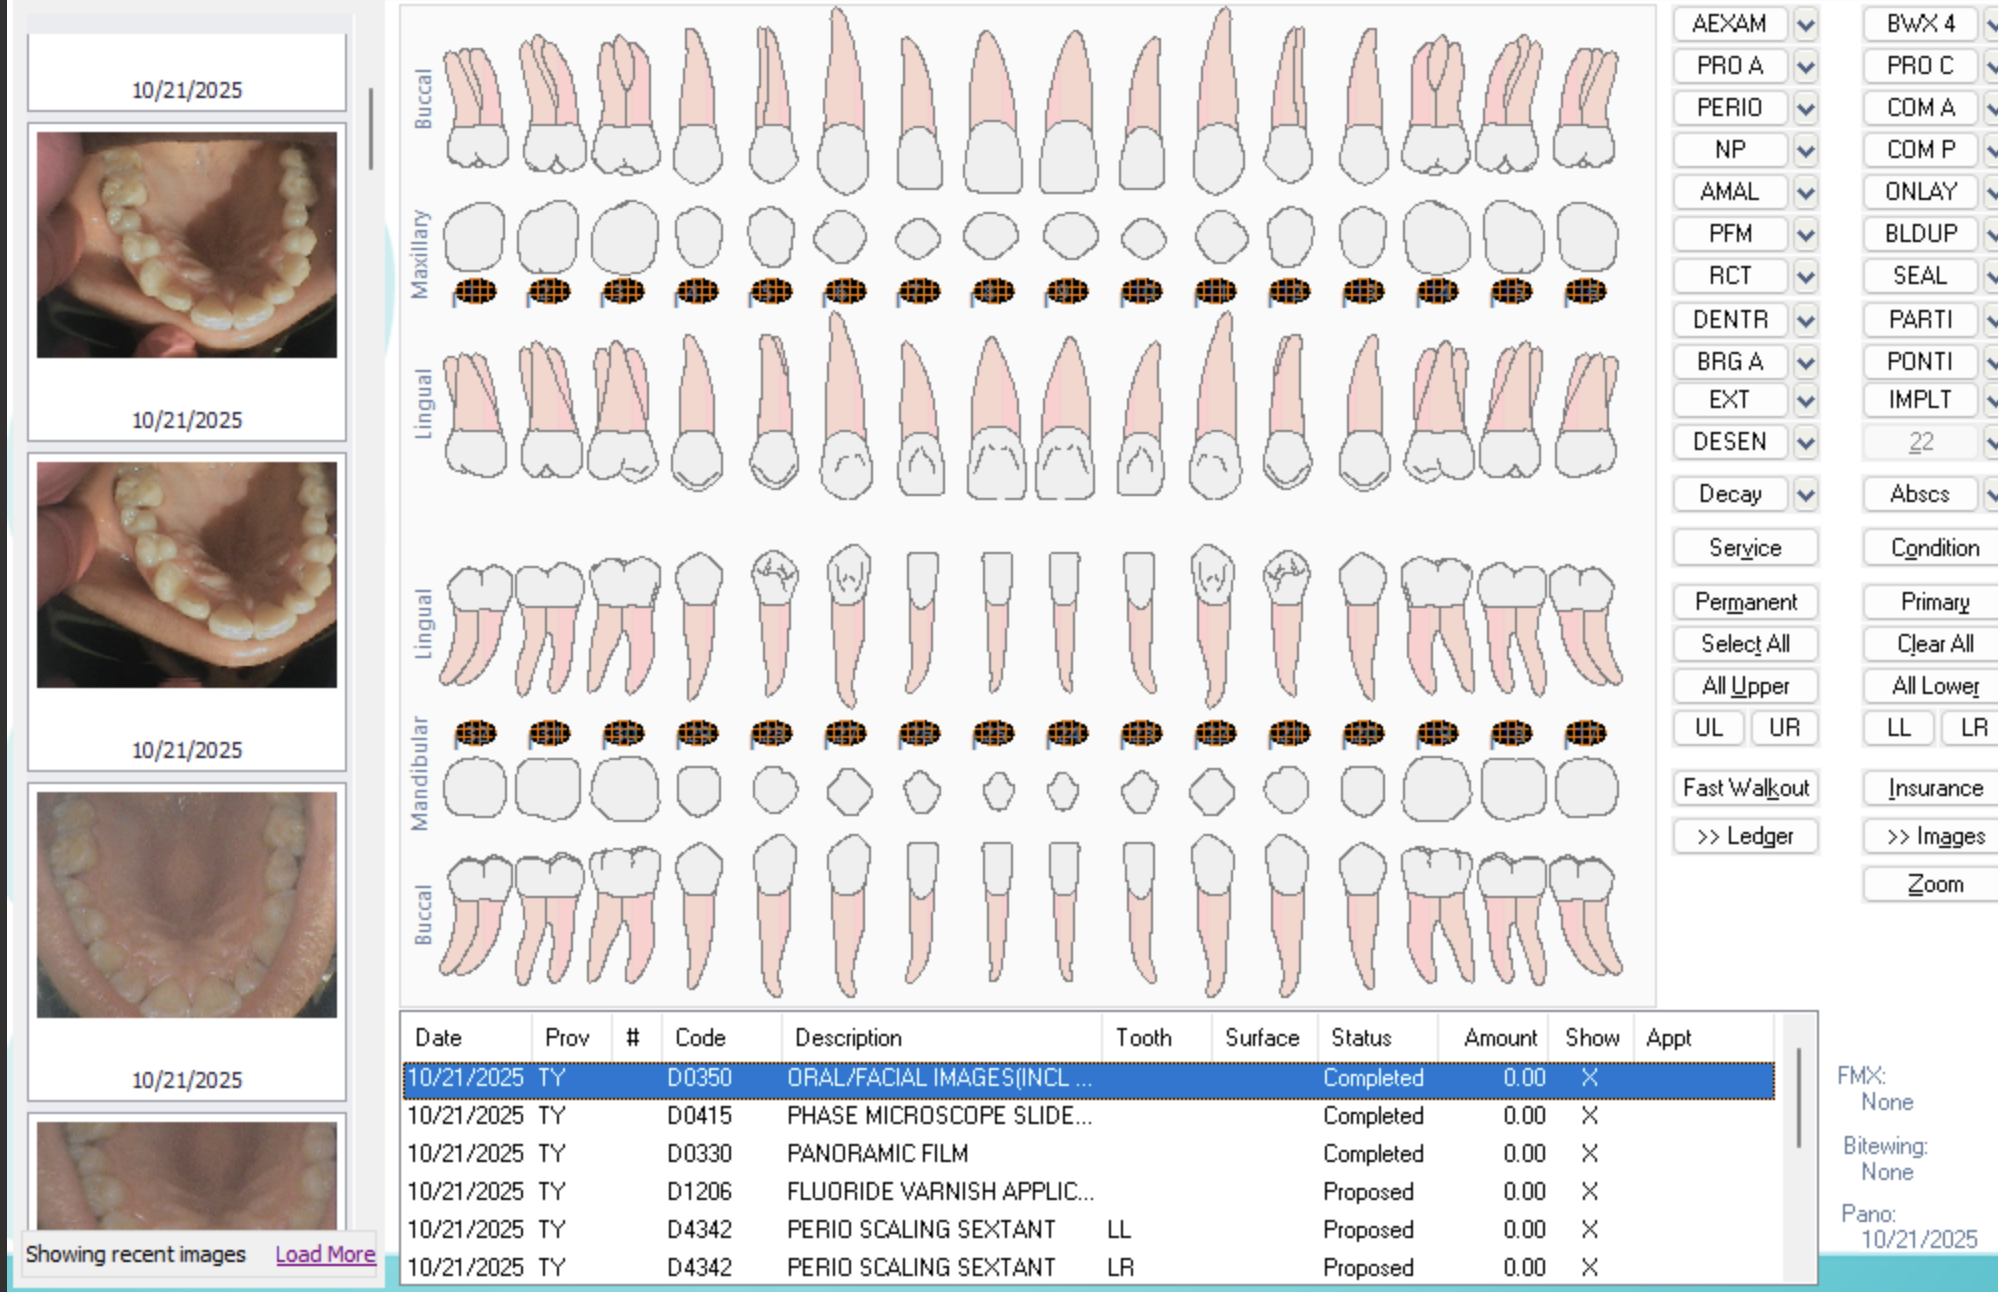 10/21/2025
10/21/2025
10/21/2025
10/21/2025
Showing recent images Load More
Buccal
Maxillary
Lingual
Lingual
Mandibular
Buccal
AEXAM BWX 4
PRO A PRO C
PERIO COM A
NP COM P
AMAL ONLAY
PFM BLDUP
RCT SEAL
DENTR PARTI
BRG A PONTI
EXT IMPLT
DESEN 22
Decay Abscs
Service Condition
Permanent Primary
Select All Clear All
All Upper All Lower
UL UR LL LR
Fast Walkout Insurance
>> Ledger >> Images
Zoom
Date Prov # Code Description Tooth Surface Status Amount Show Appt
10/21/2025 TY D0350 ORAL/FACIAL IMAGES(INCL ... Completed 0.00 X
10/21/2025 TY D0415 PHASE MICROSCOPE SLIDE... Completed 0.00 X
10/21/2025 TY D0330 PANORAMIC FILM Completed 0.00 X
10/21/2025 TY D1206 FLUORIDE VARNISH APPLIC... Proposed 0.00 X
10/21/2025 TY D4342 PERIO SCALING SEXTANT LL Proposed 0.00 X
10/21/2025 TY D4342 PERIO SCALING SEXTANT LR Proposed 0.00 X
FMX:
None
Bitewing:
None
Pano:
10/21/2025